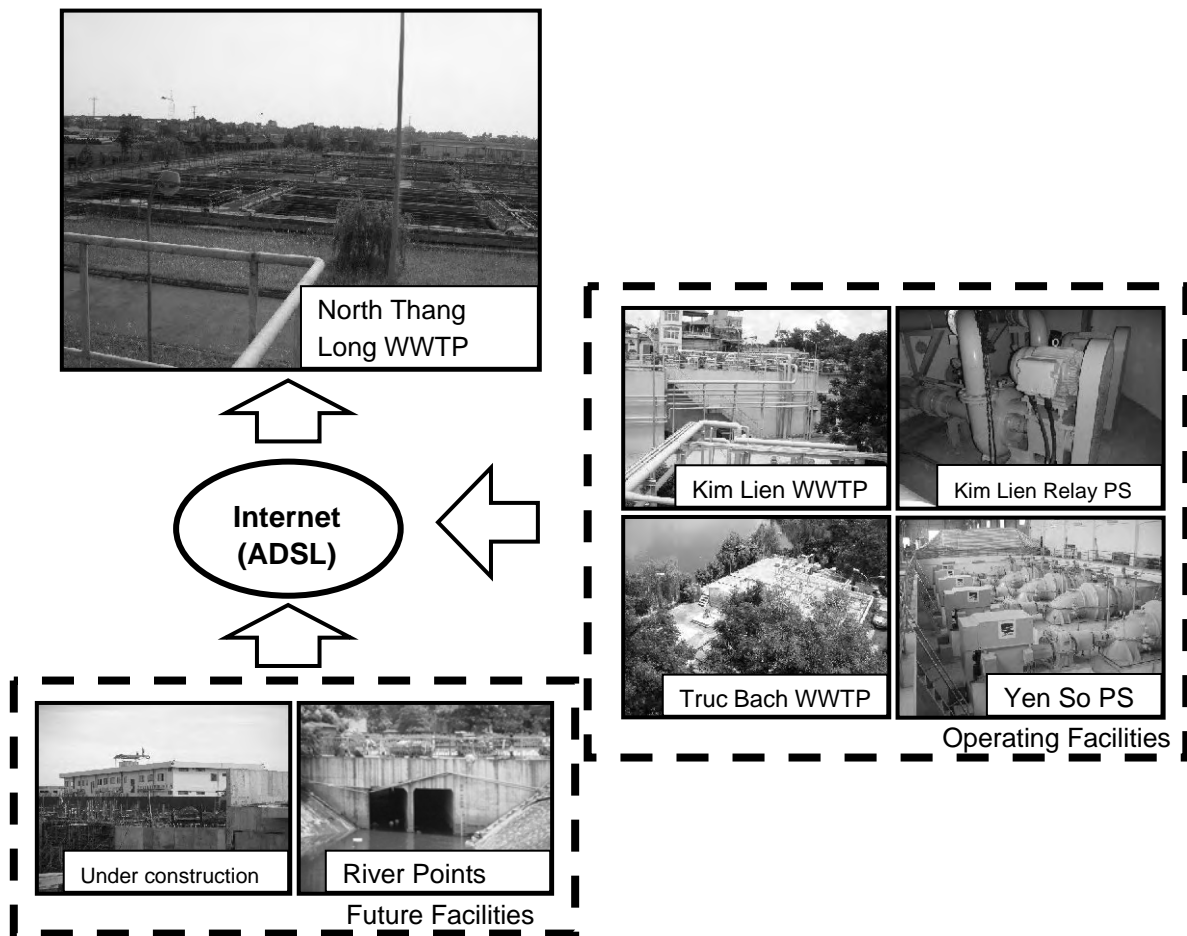 North Thang
Long WWTP
Internet
(ADSL)
Kim Lien WWTP
Kim Lien Relay PS
Truc Bach WWTP
Yen So PS
Operating Facilities
Under construction
River Points
Future Facilities